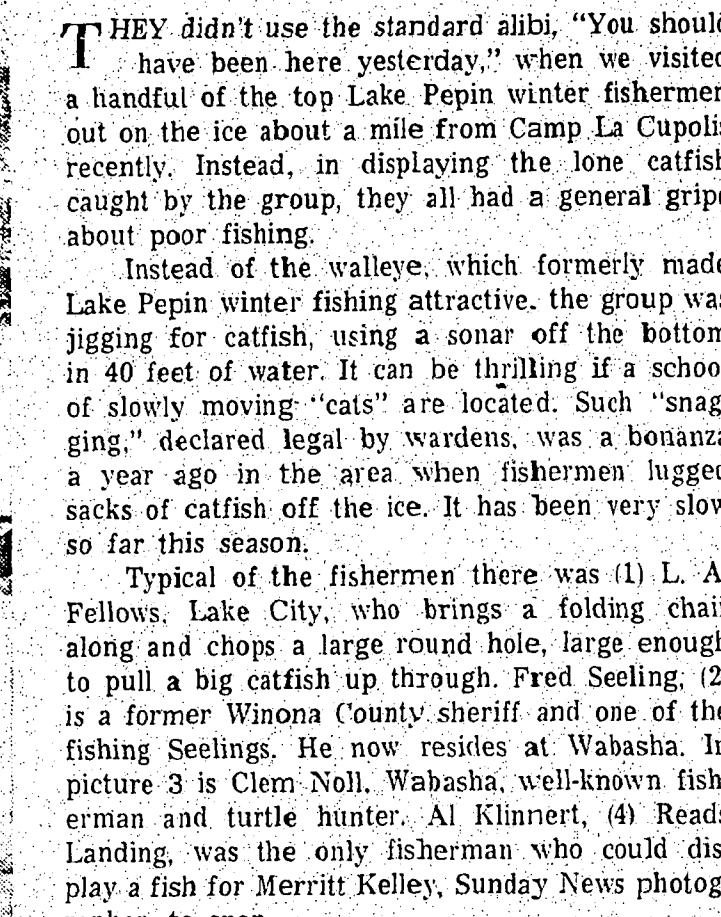 THEY didn't use the standard alibi, "You should
have been here yesterday," when we visited
a handful of the top Lake Pepin winter fishermen
out on the ice about a mile from Camp La Cupolis
recently. Instead, in displaying the lone catfish
caught by the group, they all had a general gripe
about poor fishing.
Instead of the walleye, which formerly made
Lake Pepin winter fishing attractive, the group was
jigging for catfish, using a sonar off the bottom
in 40 feet of water. It can be thrilling if a school
of slowly moving "cats" are located. Such "snag-
ging," declared legal by wardens, was a bonanza
a year ago in the area when fishermen lugged
sacks of catfish off the ice. It has been very slow
so far this season.
Typical of the fishermen there was (1) L. A.
Fellows, Lake City, who brings a folding chair
along and chops a large round hole, large enough
to pull a big catfish up through. Fred Seeling, (2)
is a former Winona County sheriff and one of the
fishing Seelings. He now resides at Wabasha. In
picture 3 is Clem Noll, Wabasha, well-known fish-
erman and turtle hunter. Al Klinnert, (4) Reads
Landing, was the only fisherman who could dis-
play a fish for Merritt Kelley, Sunday News photog-